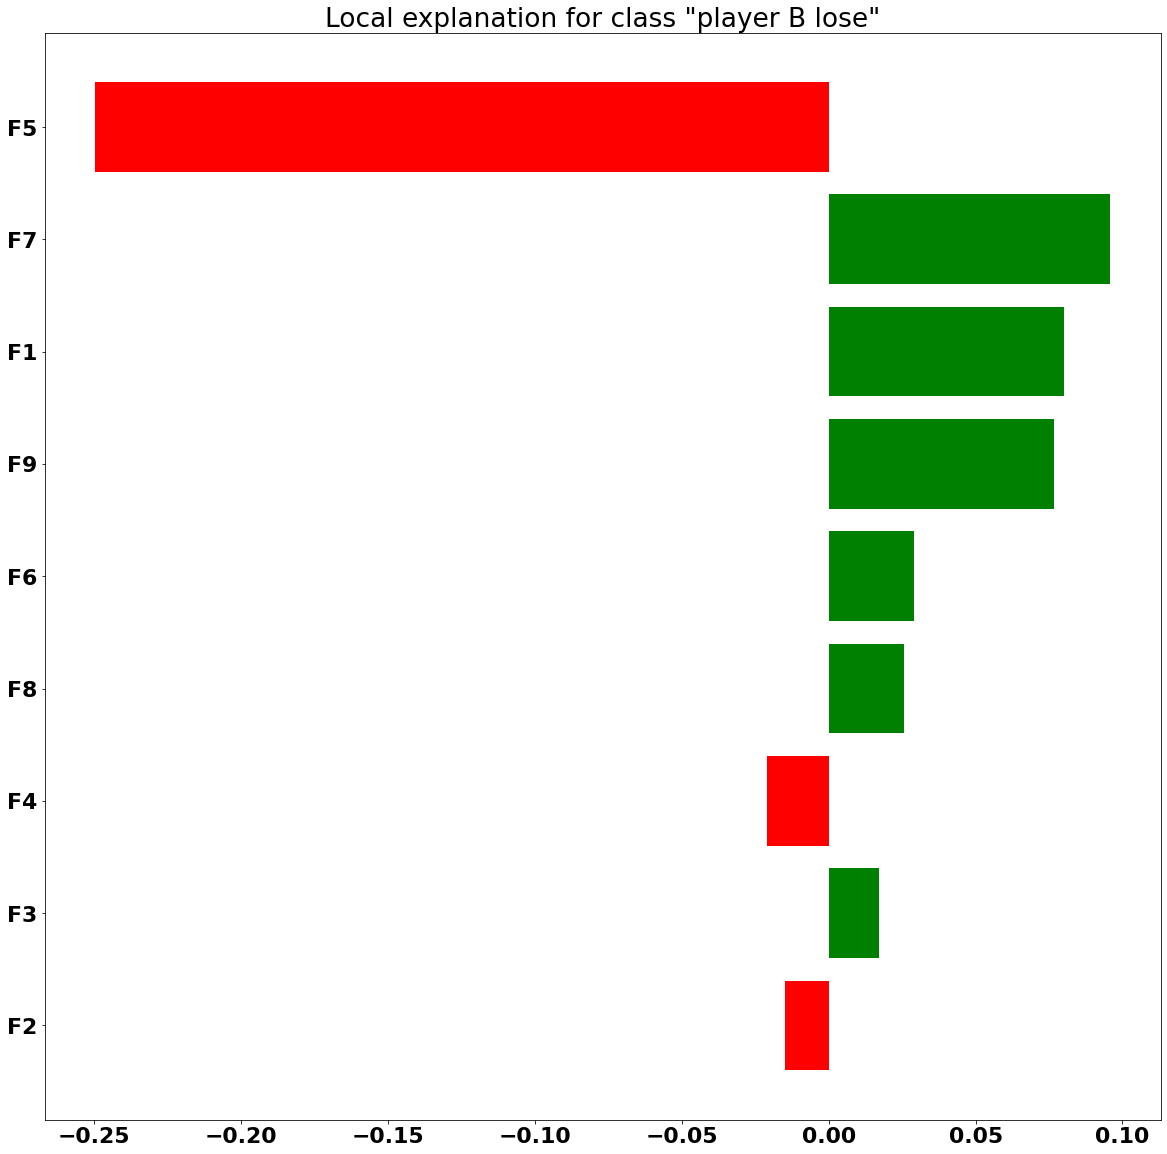 Local explanation for class "player B lose"
F5
F7
F1
F9
F6
F8
F4
F3
F2
−0.25 −0.20 −0.15 −0.10 −0.05 0.00 0.05 0.10